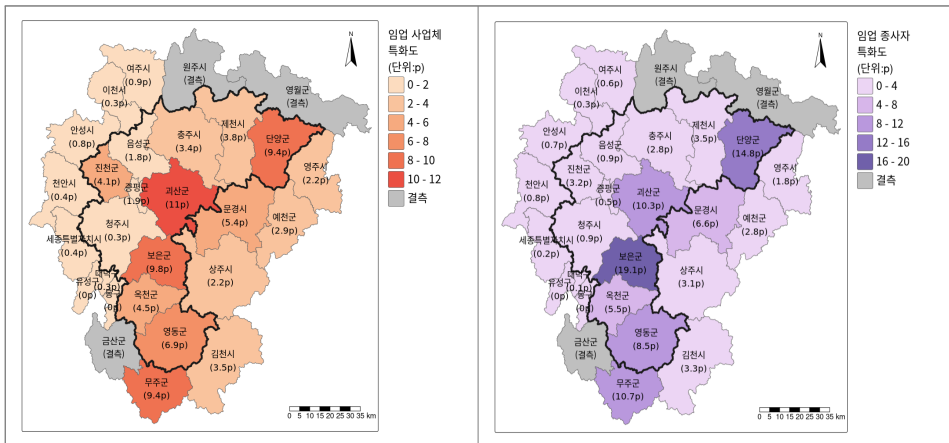 임업 사업체
특화도
(단위:p)
0 - 2
2 - 4
4 - 6
6 - 8
8 - 10
10 - 12
결측
N
여주시
(0.9p)
원주시
(결측)
이천시
(0.3p)
영월군
(결측)
안성시
(0.8p)
음성군
(1.8p)
충주시
(3.4p)
제천시
(3.8p)
단양군
(9.4p)
영주시
(2.2p)
진천군
(4.1p)
천안시
(0.4p)
증평군
(1.9p)
괴산군
(11p)
문경시
(5.4p)
예천군
(2.9p)
청주시
(0.3p)
세종특별자치시
(0.4p)
보은군
(9.8p)
상주시
(2.2p)
대덕구
(0.3p)
유성구
(0p)
(0p)
옥천군
(4.5p)
영동군
(6.9p)
금산군
(결측)
김천시
(3.5p)
무주군
(9.4p)
0 5 10 15 20 25 30 35 km
임업 종사자
특화도
(단위:p)
0 - 4
4 - 8
8 - 12
12 - 16
16 - 20
결측
N
여주시
(0.6p)
원주시
(결측)
이천시
(0.3p)
영월군
(결측)
안성시
(0.7p)
음성군
(0.9p)
충주시
(2.8p)
제천시
(3.5p)
단양군
(14.8p)
영주시
(1.8p)
진천군
(3.2p)
천안시
(0.8p)
증평군
(0.5p)
괴산군
(10.3p)
문경시
(6.6p)
예천군
(2.8p)
청주시
(0.9p)
세종특별자치시
(0.2p)
보은군
(19.1p)
상주시
(3.1p)
대덕구
(0.1p)
유성구
(0p)
옥천군
(5.5p)
영동군
(8.5p)
금산군
(결측)
김천시
(3.3p)
무주군
(10.7p)
0 5 10 15 20 25 30 35 km